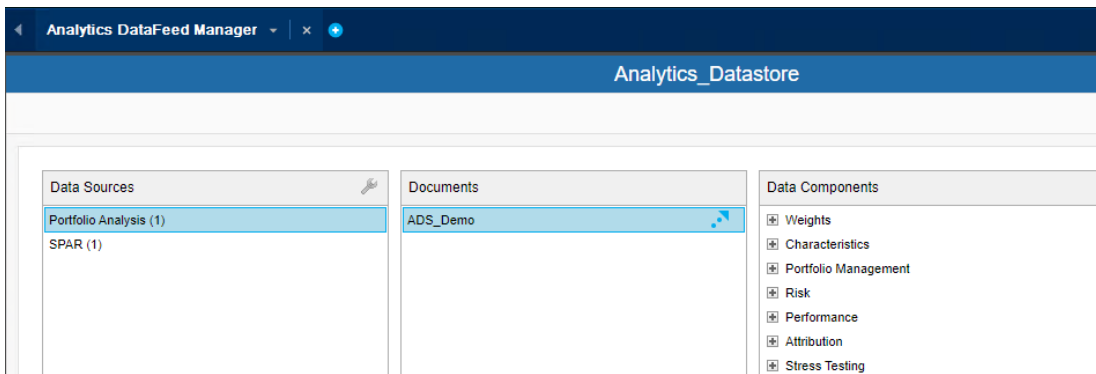 Analytics DataFeed Manager
Analytics_Datastore
Data Sources
Portfolio Analysis (1)
SPAR (1)
Documents
ADS_Demo
Data Components
Weights
Characteristics
Portfolio Management
Risk
Performance
Attribution
Stress Testing